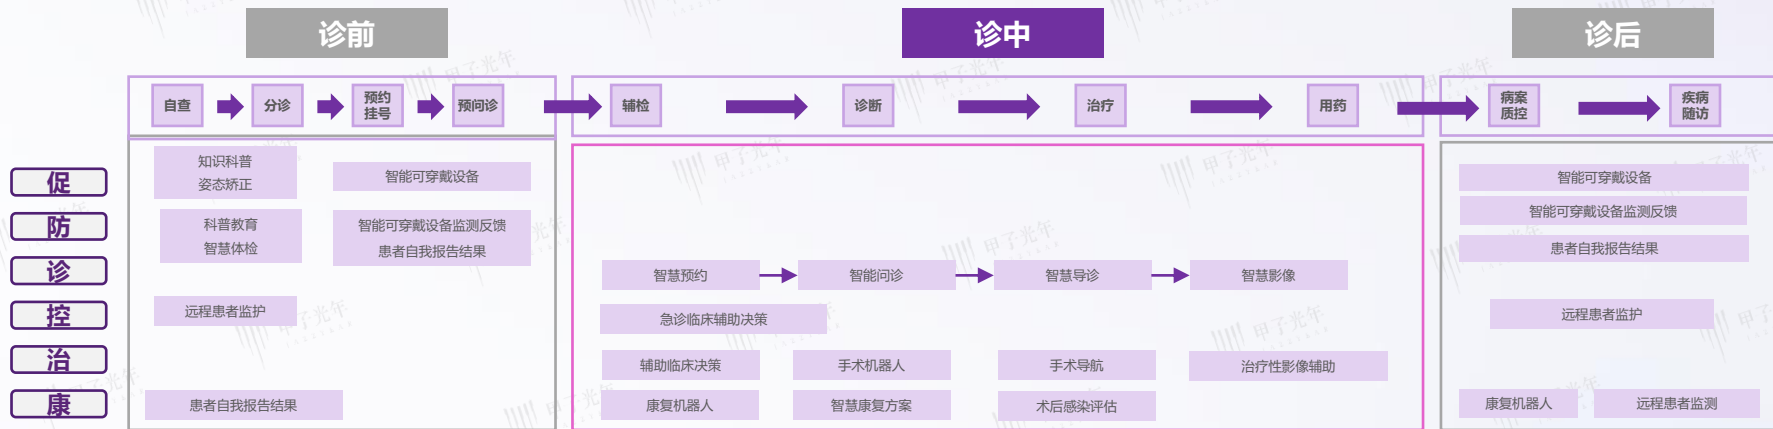 诊前
诊中
诊后
自查
分诊
预约
挂号
预问诊
辅检
诊断
治疗
用药
病案
质控
疾病
随访
促
防
诊
控
治
康
知识科普
姿态矫正
智能可穿戴设备
科普教育
智慧体检
智能可穿戴设备监测反馈
患者自我报告结果
远程患者监护
患者自我报告结果
智慧预约
智能问诊
智慧导诊
智慧影像
急诊临床辅助决策
辅助临床决策
手术机器人
手术导航
治疗性影像辅助
康复机器人
智慧康复方案
术后感染评估
智能可穿戴设备
智能可穿戴设备监测反馈
患者自我报告结果
远程患者监护
康复机器人
远程患者监测
甲子光年